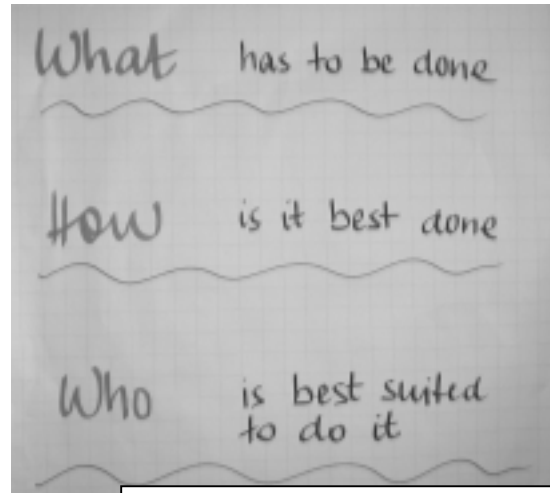 What has to be done
How is it best done
Who is best suited
to do it